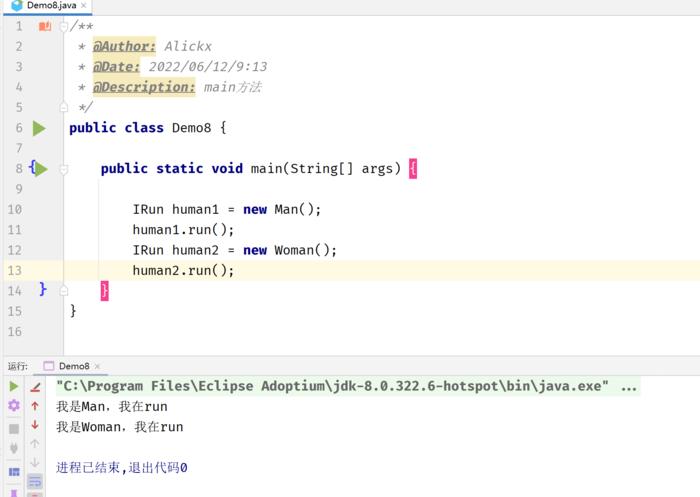 Demo8.java
1 /**
2 * @Author: Alickx
3 * @Date: 2022/06/12/9:13
4 * @Description: main方法
5 */
6 public class Demo8 {
7
8 public static void main(String[] args) {
9
10 IRun human1 = new Man();
11 human1.run();
12 IRun human2 = new Woman();
13 human2.run();
14 }
15 }
16
运行: Demo8
"C:\Program Files\Eclipse Adoptium\jdk-8.0.322.6-hotspot\bin\java.exe" ...
我是Man，我在run
我是Woman，我在run
进程已结束,退出代码0